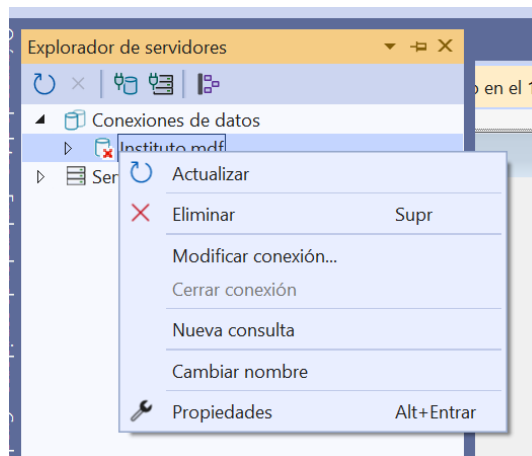 Explorador de servidores
en el 1
Conexiones de datos
Instituto.mdf
Ser
Actualizar
Eliminar Supr
Modificar conexión...
Cerrar conexión
Nueva consulta
Cambiar nombre
Propiedades Alt+Entrar